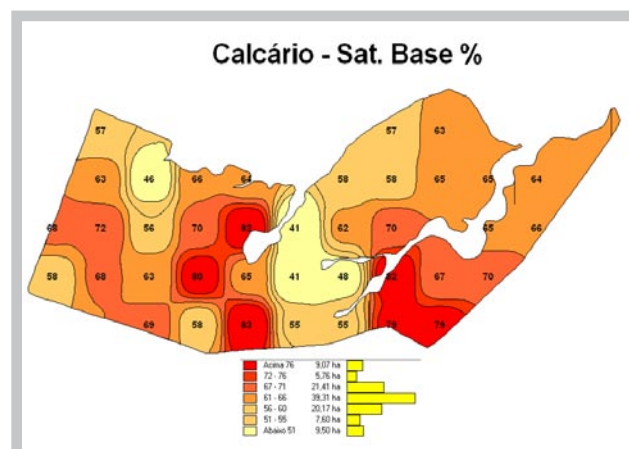 Calcário - Sat. Base %
57 57 63
63 46 66 64 58 58 65 65 64
68 72 56 70 82 41 62 70 65 66
58 68 63 80 65 41 48 82 67 70
69 58 83 55 55 79 79
Acima 76 9,07 ha
72 - 76 5,76 ha
67 - 71 21,41 ha
61 - 66 39,31 ha
56 - 60 20,17 ha
51 - 55 7,60 ha
Abaixo 51 9,50 ha